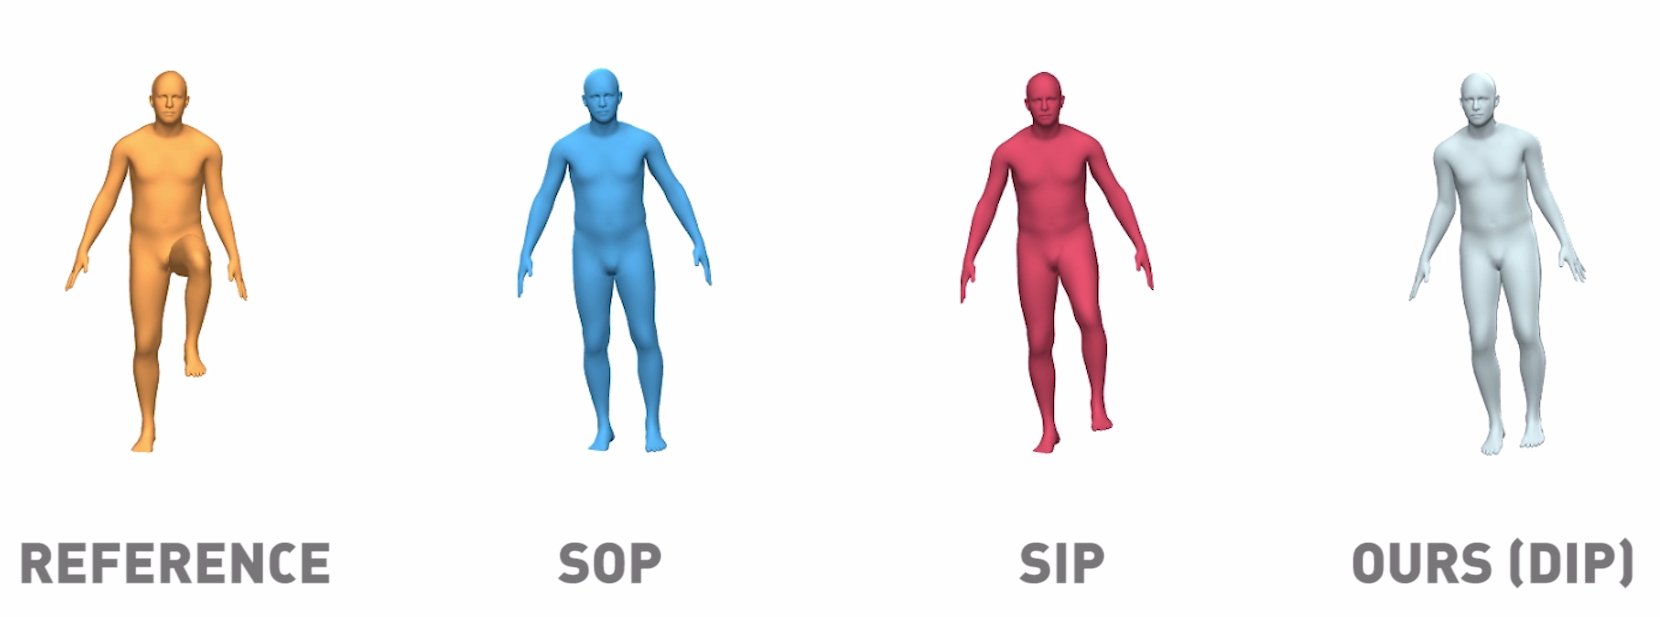 REFERENCE
SOP
SIP
OURS (DIP)